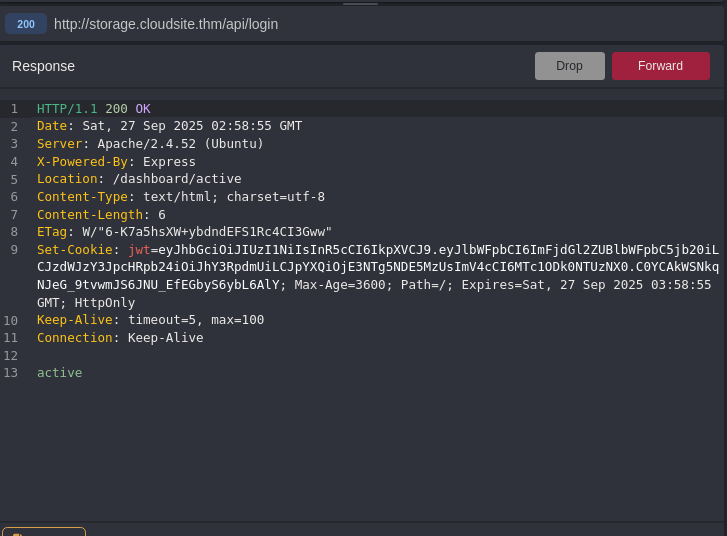 200 http://storage.cloudsite.thm/api/login
Response Drop Forward
1 HTTP/1.1 200 OK
2 Date: Sat, 27 Sep 2025 02:58:55 GMT
3 Server: Apache/2.4.52 (Ubuntu)
4 X-Powered-By: Express
5 Location: /dashboard/active
6 Content-Type: text/html; charset=utf-8
7 Content-Length: 6
8 ETag: W/"6-K7a5hsXW+ybdndEFS1Rc4CI3Gww"
9 Set-Cookie: jwt=eyJhbGciOiJIUzI1NiIsInR5cCI6IkpXVCJ9.eyJlbWFpbCI6ImFjdGl2ZUBlbWFpbC5jb20iL
CJzdWJzY3JpcHRpb24iOiJhY3RpdmUiLCJpYXQiOjE3NTg5NDE5MzUsImV4cCI6MTc1ODk0NTUzNX0.C0YCAkWSNkq
NJeG_9tvwmJS6JNU_EfEGbyS6ybL6AlY; Max-Age=3600; Path=/; Expires=Sat, 27 Sep 2025 03:58:55
GMT; HttpOnly
10 Keep-Alive: timeout=5, max=100
11 Connection: Keep-Alive
12
13 active